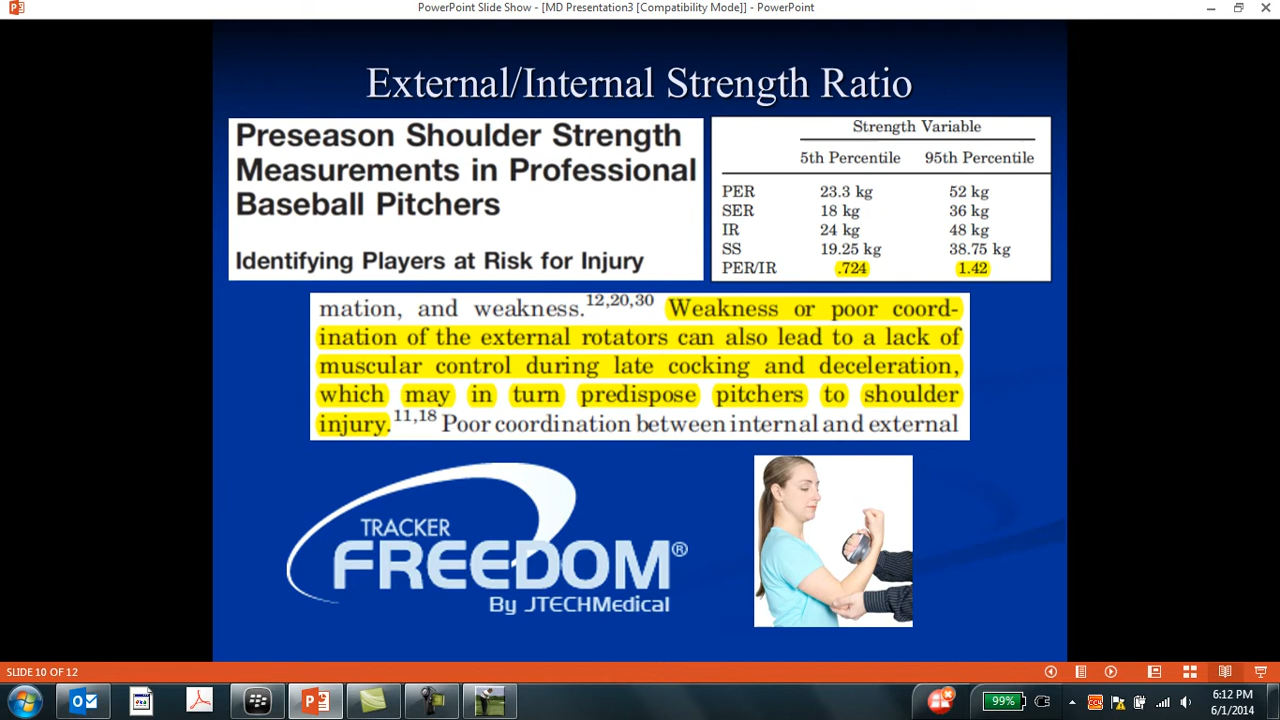 PowerPoint Slide Show - [MD Presentation3 [Compatibility Mode]] - PowerPoint
External/Internal Strength Ratio
Preseason Shoulder Strength
Measurements in Professional
Baseball Pitchers
Identifying Players at Risk for Injury
Strength Variable
5th Percentile 95th Percentile
PER 23.3 kg 52 kg
SER 18 kg 36 kg
IR 24 kg 48 kg
SS 19.25 kg 38.75 kg
PER/IR .724 1.42
mation, and weakness.12,20,30 Weakness or poor coord-
ination of the external rotators can also lead to a lack of
muscular control during late cocking and deceleration,
which may in turn predispose pitchers to shoulder
injury.11,18 Poor coordination between internal and external
TRACKER
FREEDOM®
By JTECHMedical
SLIDE 10 OF 12
99%
6:12 PM
6/1/2014